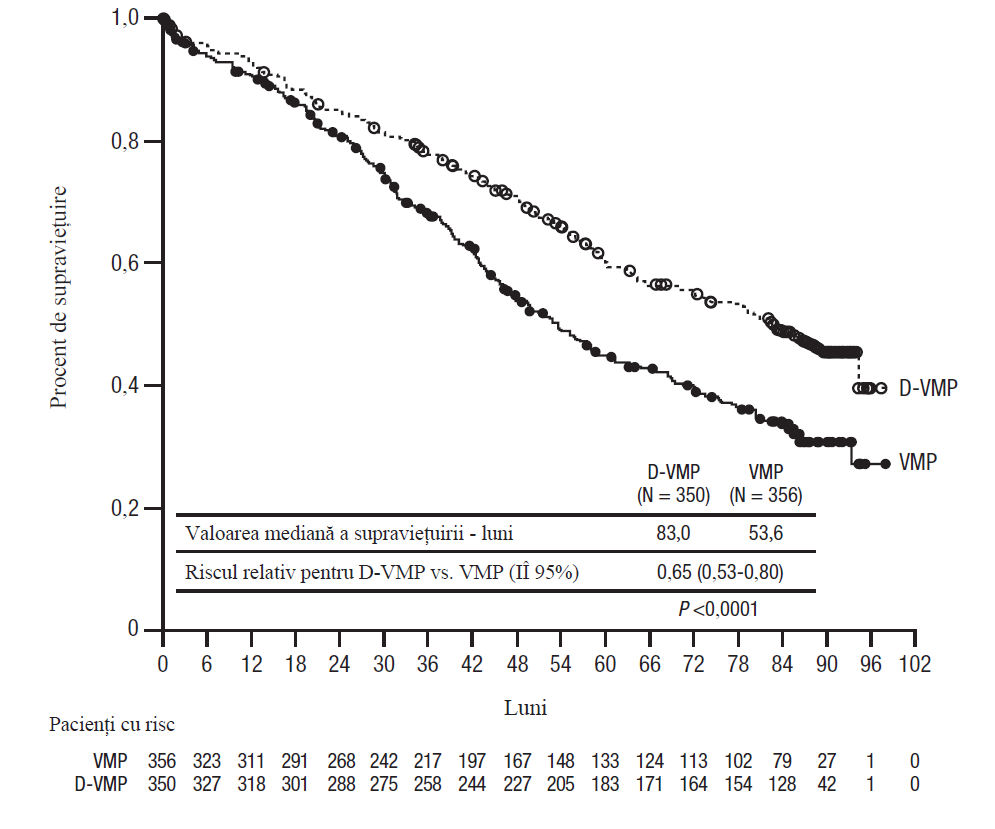 1,0
0,8
0,6
0,4
0,2
0
Procent de supraviețuire
D-VMP
VMP
D-VMP VMP
(N = 350) (N = 356)
Valoarea mediană a supraviețuirii - luni 83,0 53,6
Riscul relativ pentru D-VMP vs. VMP (IÎ 95%) 0,65 (0,53-0,80)
P <0,0001
0 6 12 18 24 30 36 42 48 54 60 66 72 78 84 90 96 102
Luni
Pacienți cu risc
VMP 356 323 311 291 268 242 217 197 167 148 133 124 113 102 79 27 1 0
D-VMP 350 327 318 301 288 275 258 244 227 205 183 171 164 154 128 42 1 0